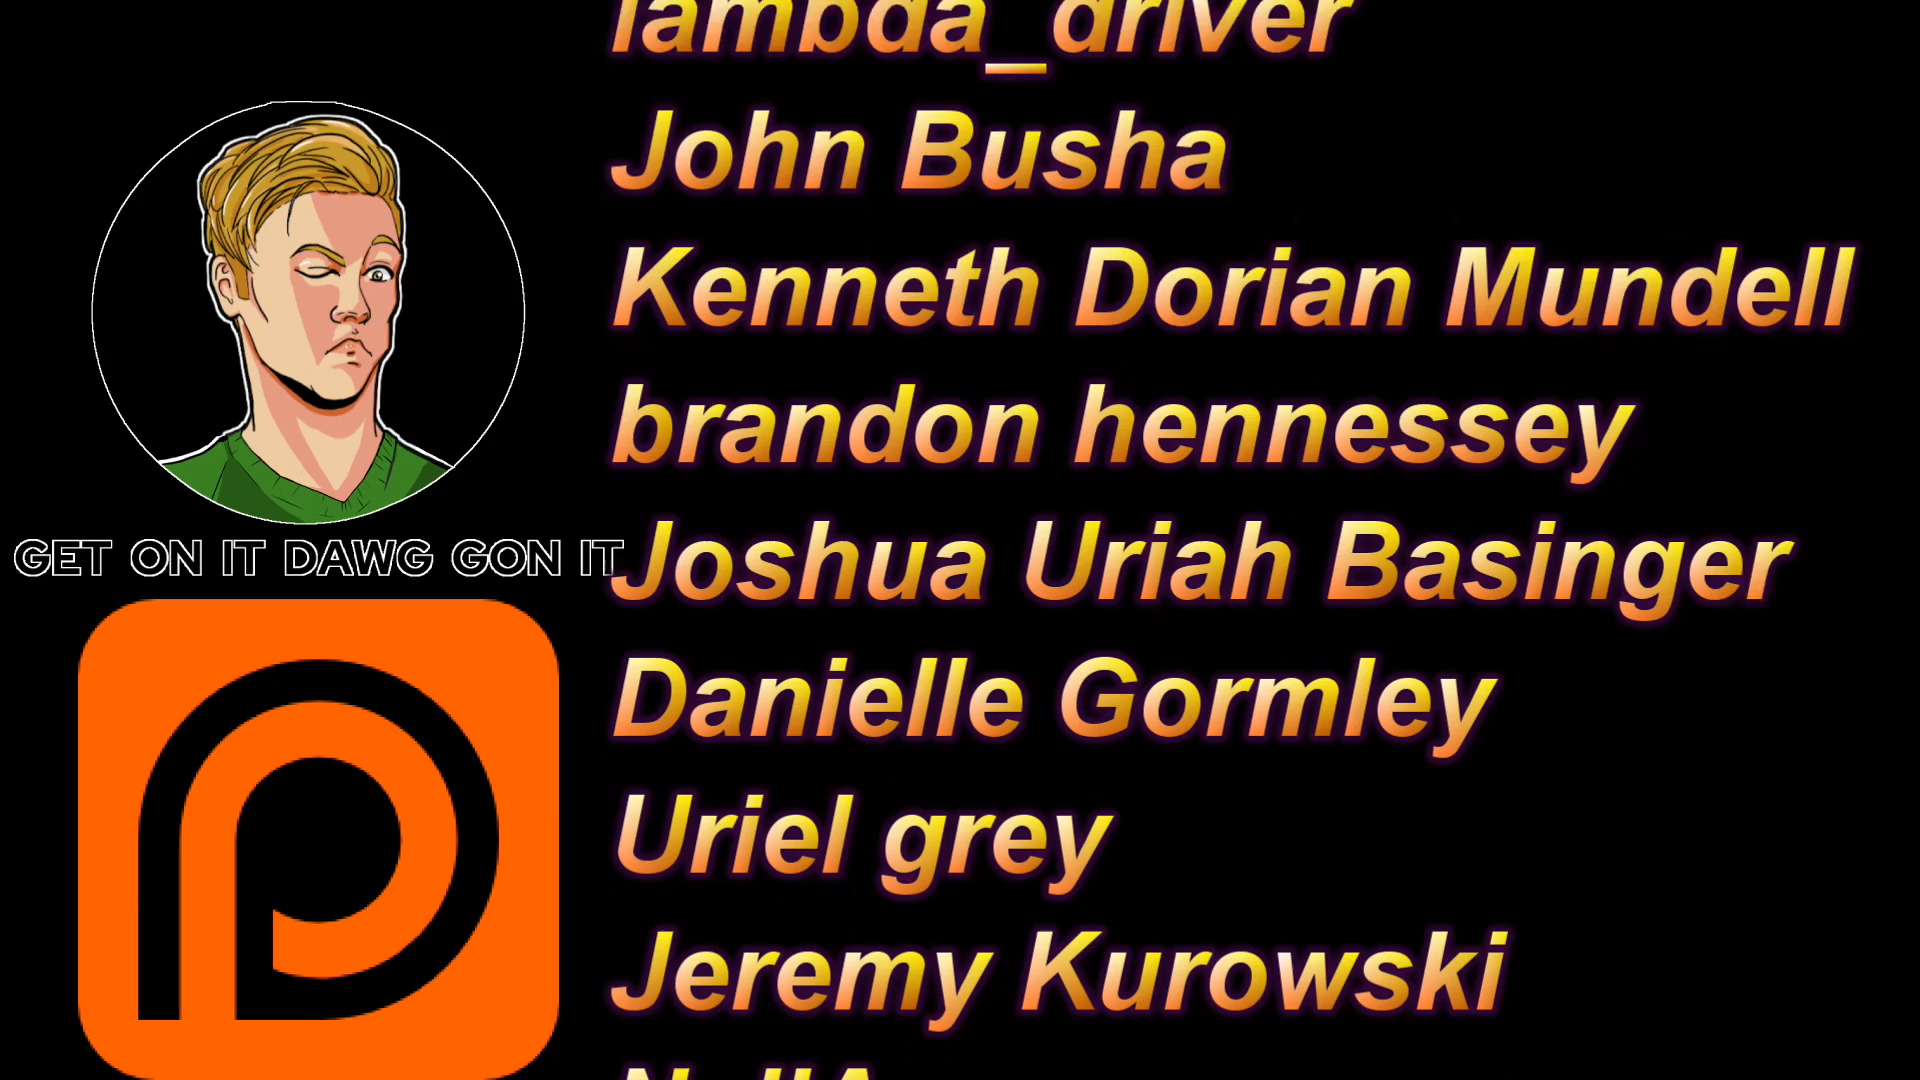 lambda_driver
John Busha
Kenneth Dorian Mundell
brandon hennessey
GET ON IT DAWG GON IT
Joshua Uriah Basinger
Danielle Gormley
Uriel grey
Jeremy Kurowski